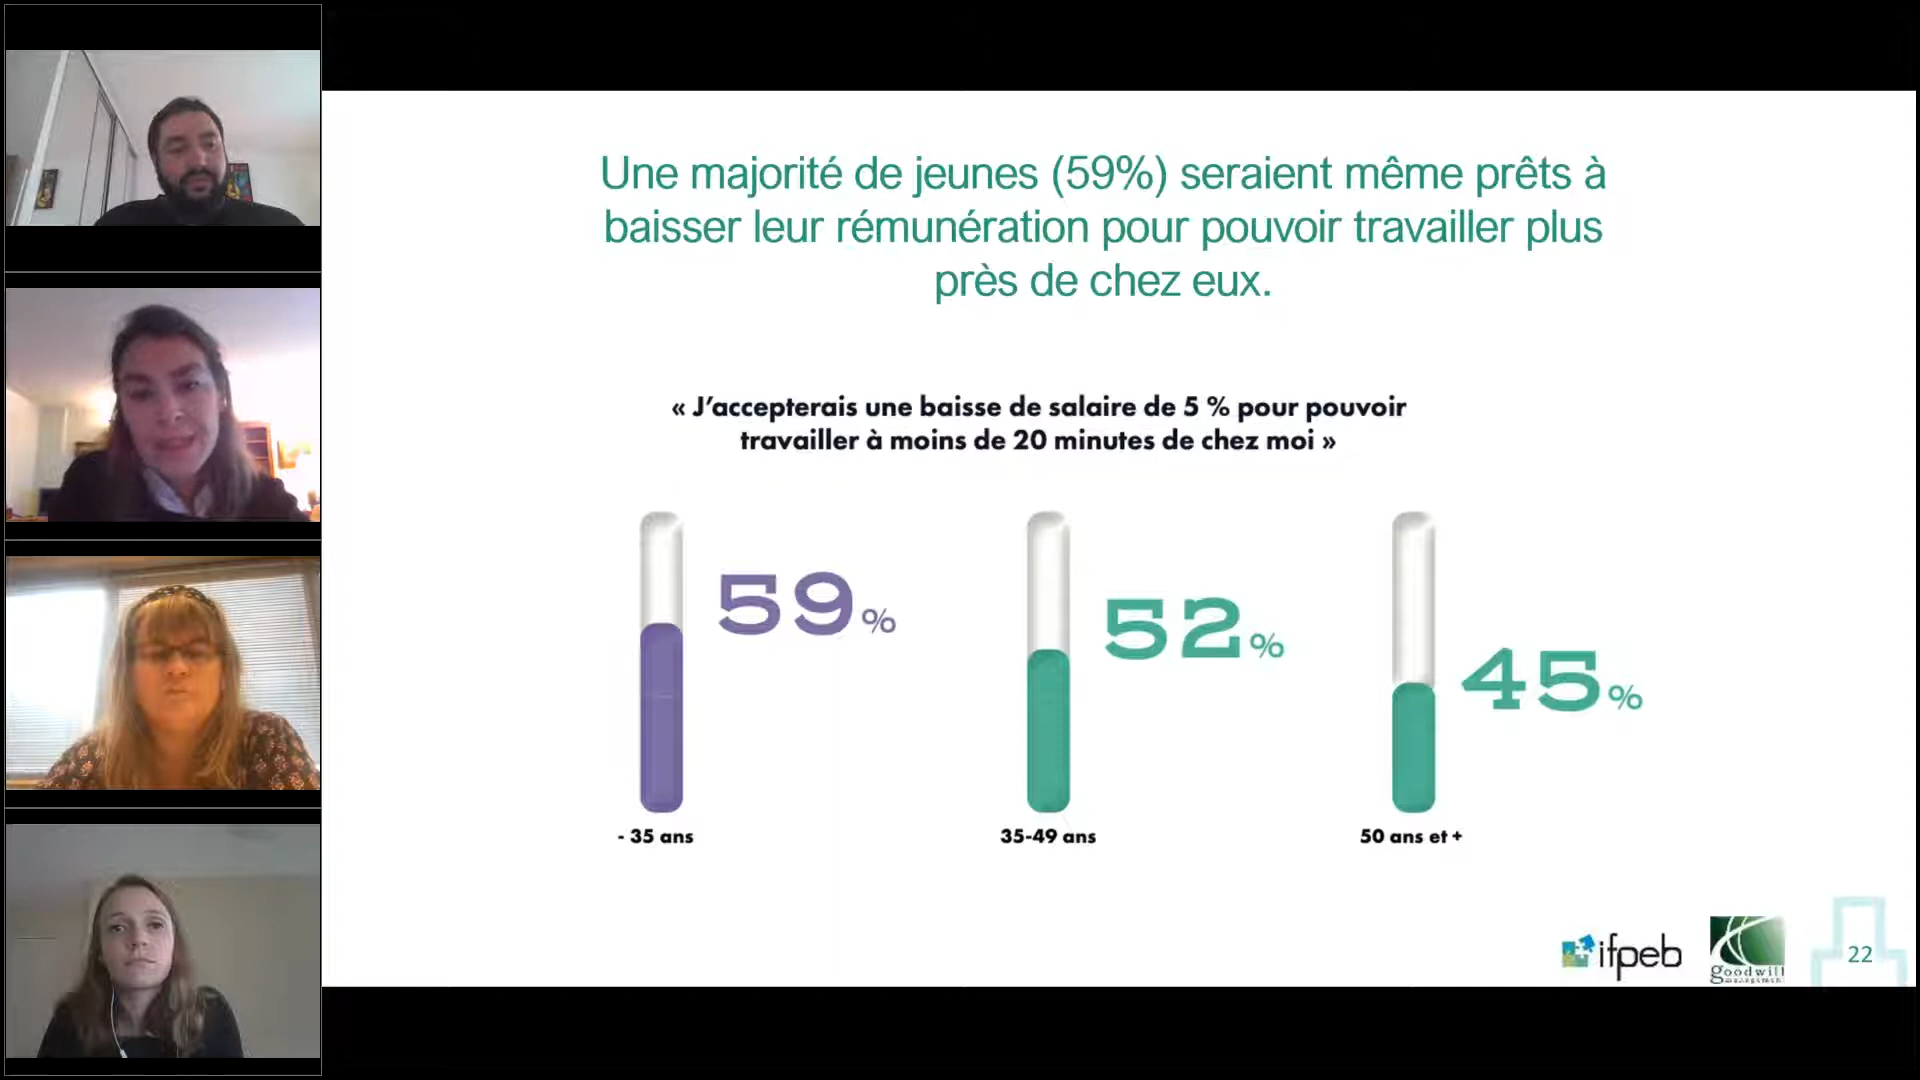 Une majorité de jeunes (59%) seraient même prêts à
baisser leur rémunération pour pouvoir travailler plus
près de chez eux.
« J’accepterais une baisse de salaire de 5 % pour pouvoir
travailler à moins de 20 minutes de chez moi »
59%
52%
45%
- 35 ans
35-49 ans
50 ans et +
ifpeb
goodwill
management
22